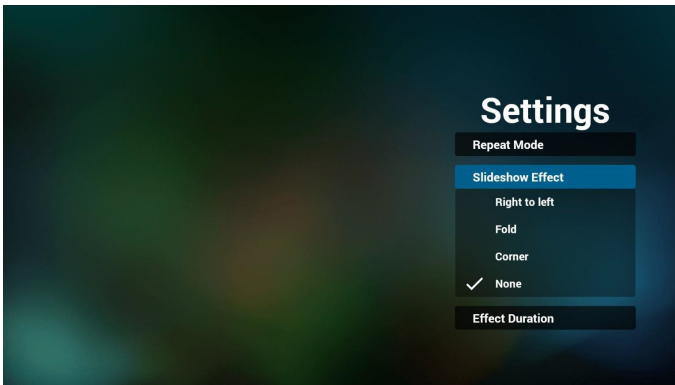 Settings
Repeat Mode
Slideshow Effect
Right to left
Fold
Corner
None
Effect Duration